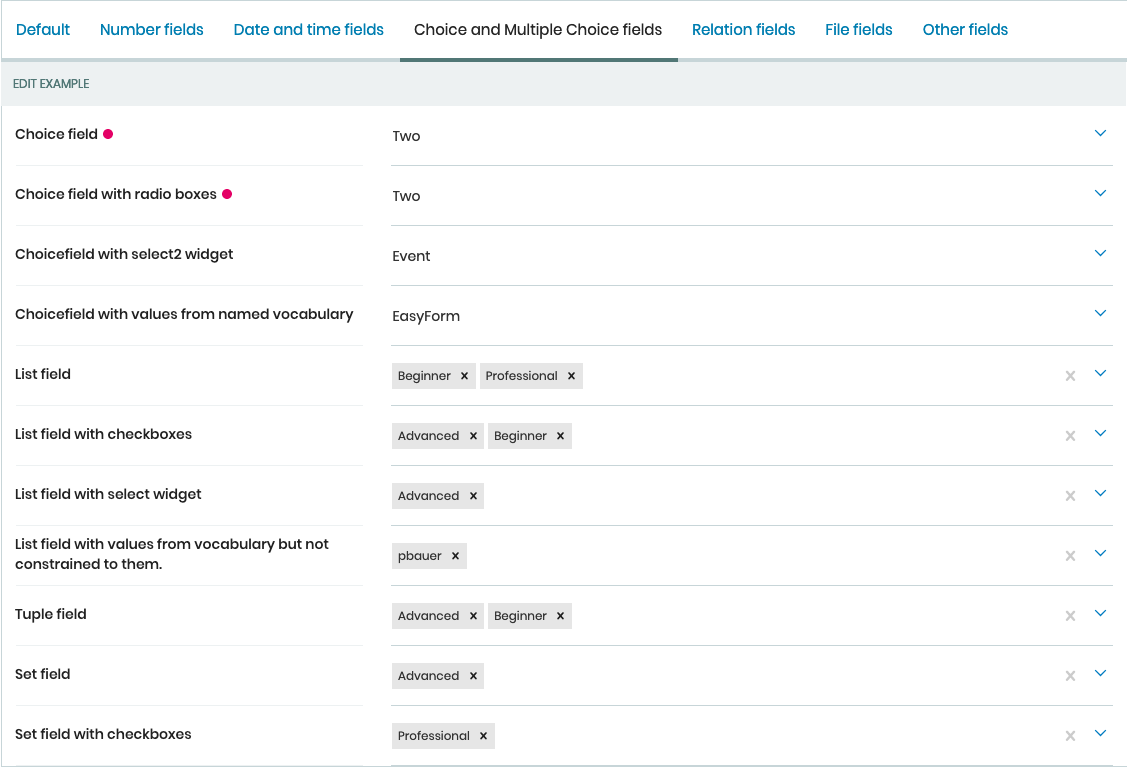 Default Number fields Date and time fields Choice and Multiple Choice fields Relation fields File fields Other fields
EDIT EXAMPLE
Choice field Two
Choice field with radio boxes Two
Choicefield with select2 widget Event
Choicefield with values from named vocabulary EasyForm
List field Beginner Professional
List field with checkboxes Advanced Beginner
List field with select widget Advanced
List field with values from vocabulary but not
constrained to them. pbauer
Tuple field Advanced Beginner
Set field Advanced
Set field with checkboxes Professional